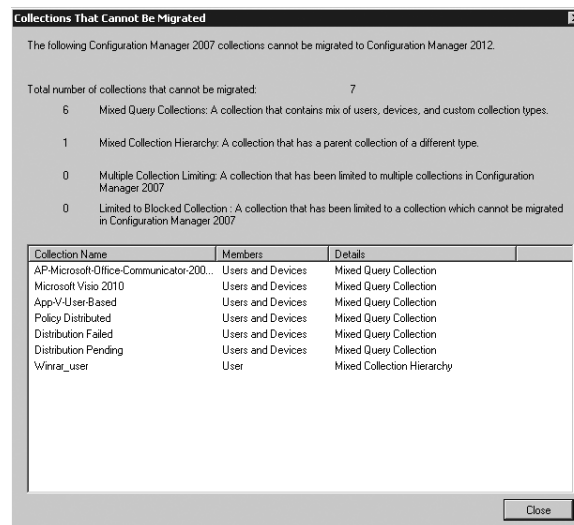 Collections That Cannot Be Migrated
The following Configuration Manager 2007 collections cannot be migrated to Configuration Manager 2012.
Total number of collections that cannot be migrated: 7
6 Mixed Query Collections: A collection that contains mix of users, devices, and custom collection types.
1 Mixed Collection Hierarchy: A collection that has a parent collection of a different type.
0 Multiple Collection Limiting: A collection that has been limited to multiple collections in Configuration
Manager 2007
0 Limited to Blocked Collection : A collection that has been limited to a collection which cannot be migrated
in Configuration Manager 2007
Collection Name Members Details
AP-Microsoft-Office-Communicator-200... Users and Devices Mixed Query Collection
Microsoft Visio 2010 Users and Devices Mixed Query Collection
App-V-User-Based Users and Devices Mixed Query Collection
Policy Distributed Users and Devices Mixed Query Collection
Distribution Failed Users and Devices Mixed Query Collection
Distribution Pending Users and Devices Mixed Query Collection
Winrar_user User Mixed Collection Hierarchy
Close